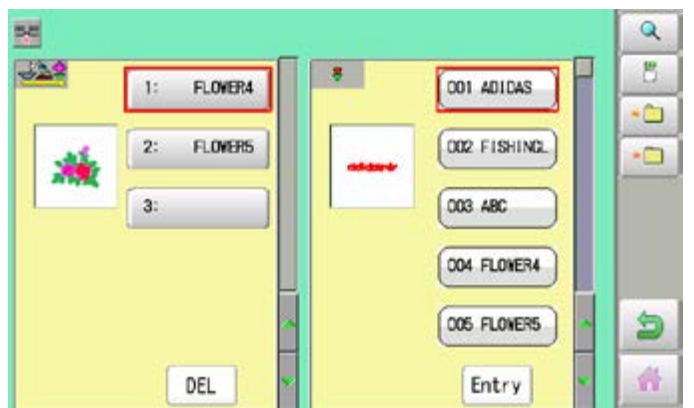 1: FLOWER4
2: FLOWER5
3:
DEL
001 ADIDAS
002 FISHINGL
003 ABC
004 FLOWER4
005 FLOWER5
Entry